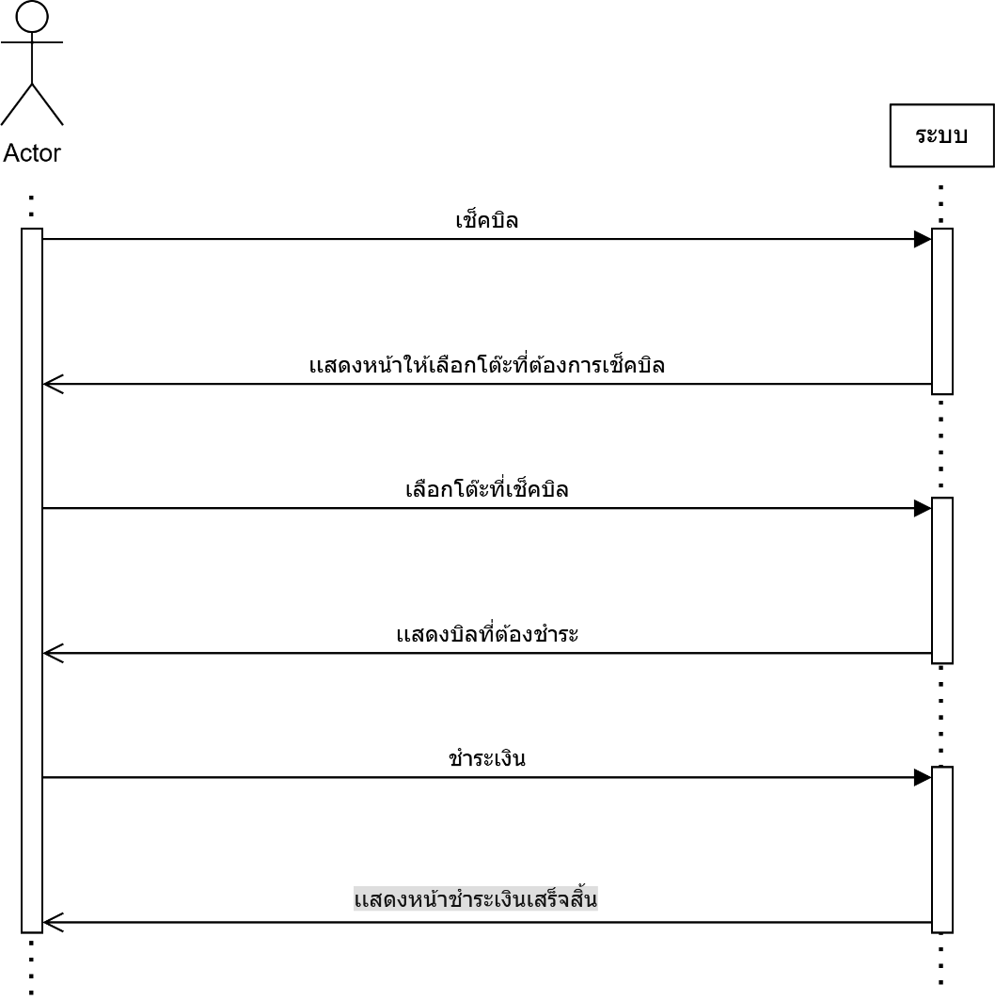 Actor
ระบบ
เช็คบิล
แสดงหน้าให้เลือกโต๊ะที่ต้องการเช็คบิล
เลือกโต๊ะที่เช็คบิล
แสดงบิลที่ต้องชำระ
ชำระเงิน
แสดงหน้าชำระเงินเสร็จสิ้น